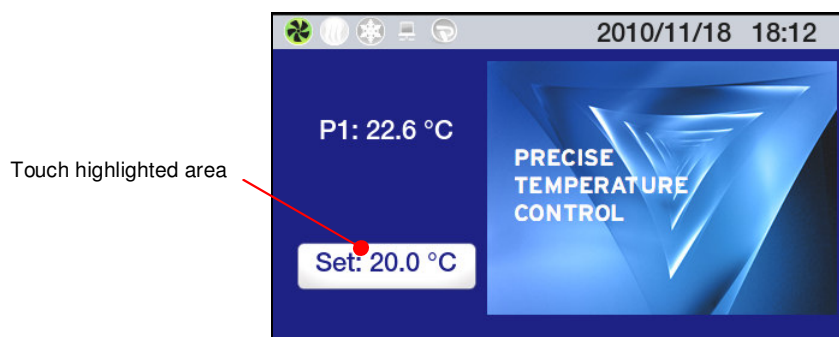 2010/11/18 18:12
P1: 22.6 °C
PRECISE
TEMPERATURE
CONTROL
Touch highlighted area
Set: 20.0 °C